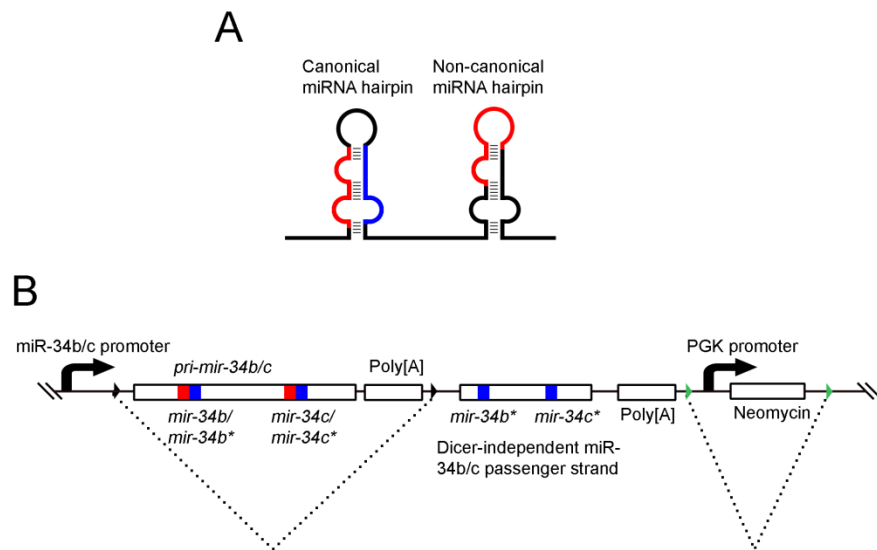 A
Canonical
miRNA hairpin
Non-canonical
miRNA hairpin
B
miR-34b/c promoter
pri-mir-34b/c
Poly[A]
PGK promoter
mir-34b/
mir-34b*
mir-34c/
mir-34c*
mir-34b*
mir-34c*
Poly[A]
Neomycin
Dicer-independent miR-
34b/c passenger strand